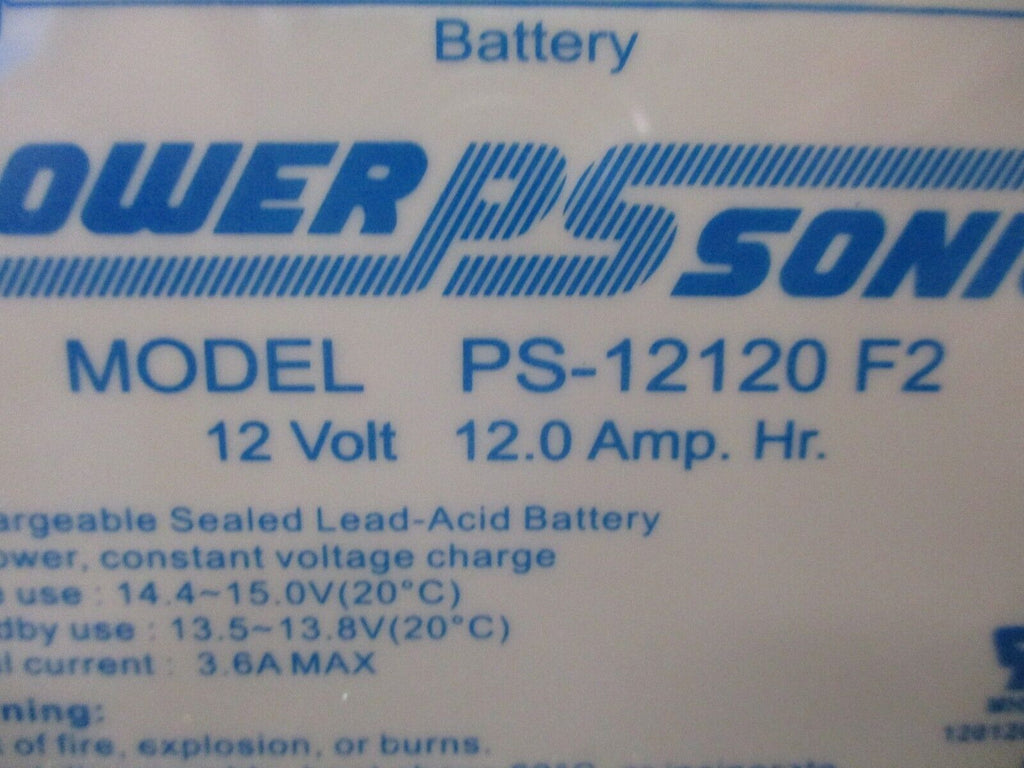 Battery
OWER PS SONI
MODEL PS-12120 F2
12 Volt 12.0 Amp. Hr.
argeable Sealed Lead-Acid Battery
ower, constant voltage charge
use : 14.4~15.0V(20°C)
dby use : 13.5~13.8V(20°C)
l current : 3.6A MAX
ning:
of fire, explosion, or burns.